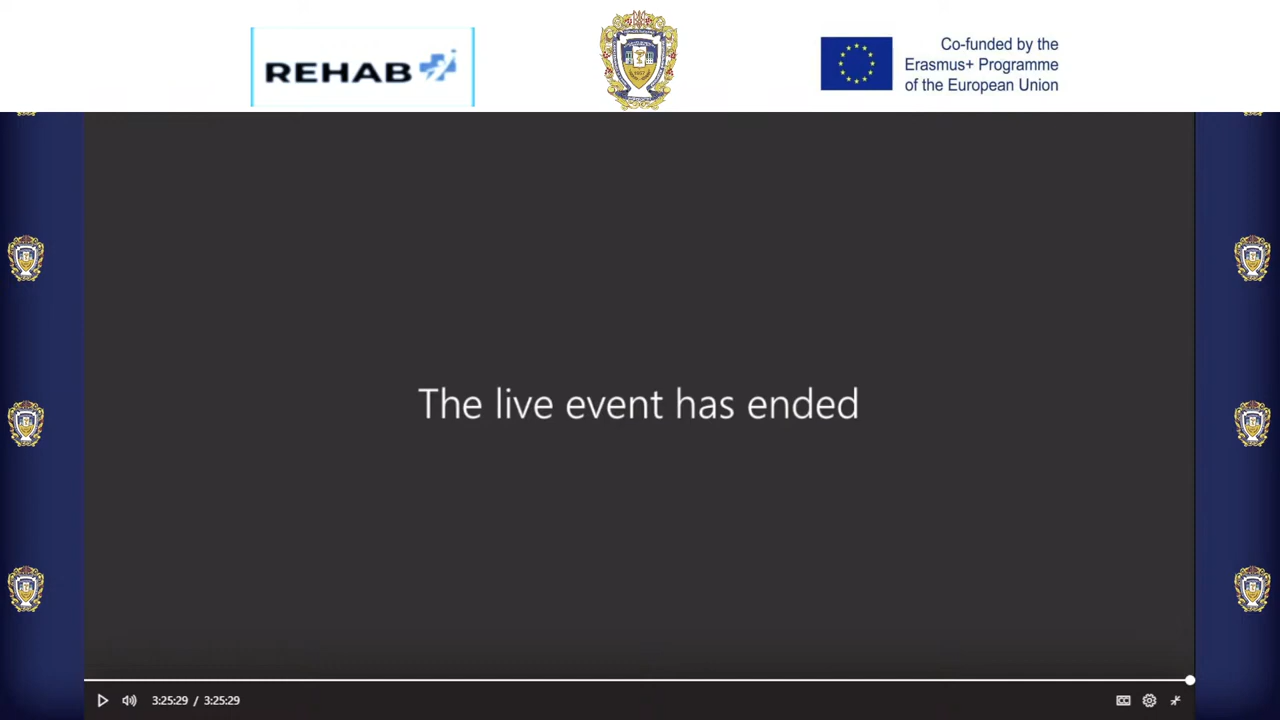 REHAB
Co-funded by the
Erasmus+ Programme
of the European Union
The live event has ended
3:25:29 / 3:25:29
CC